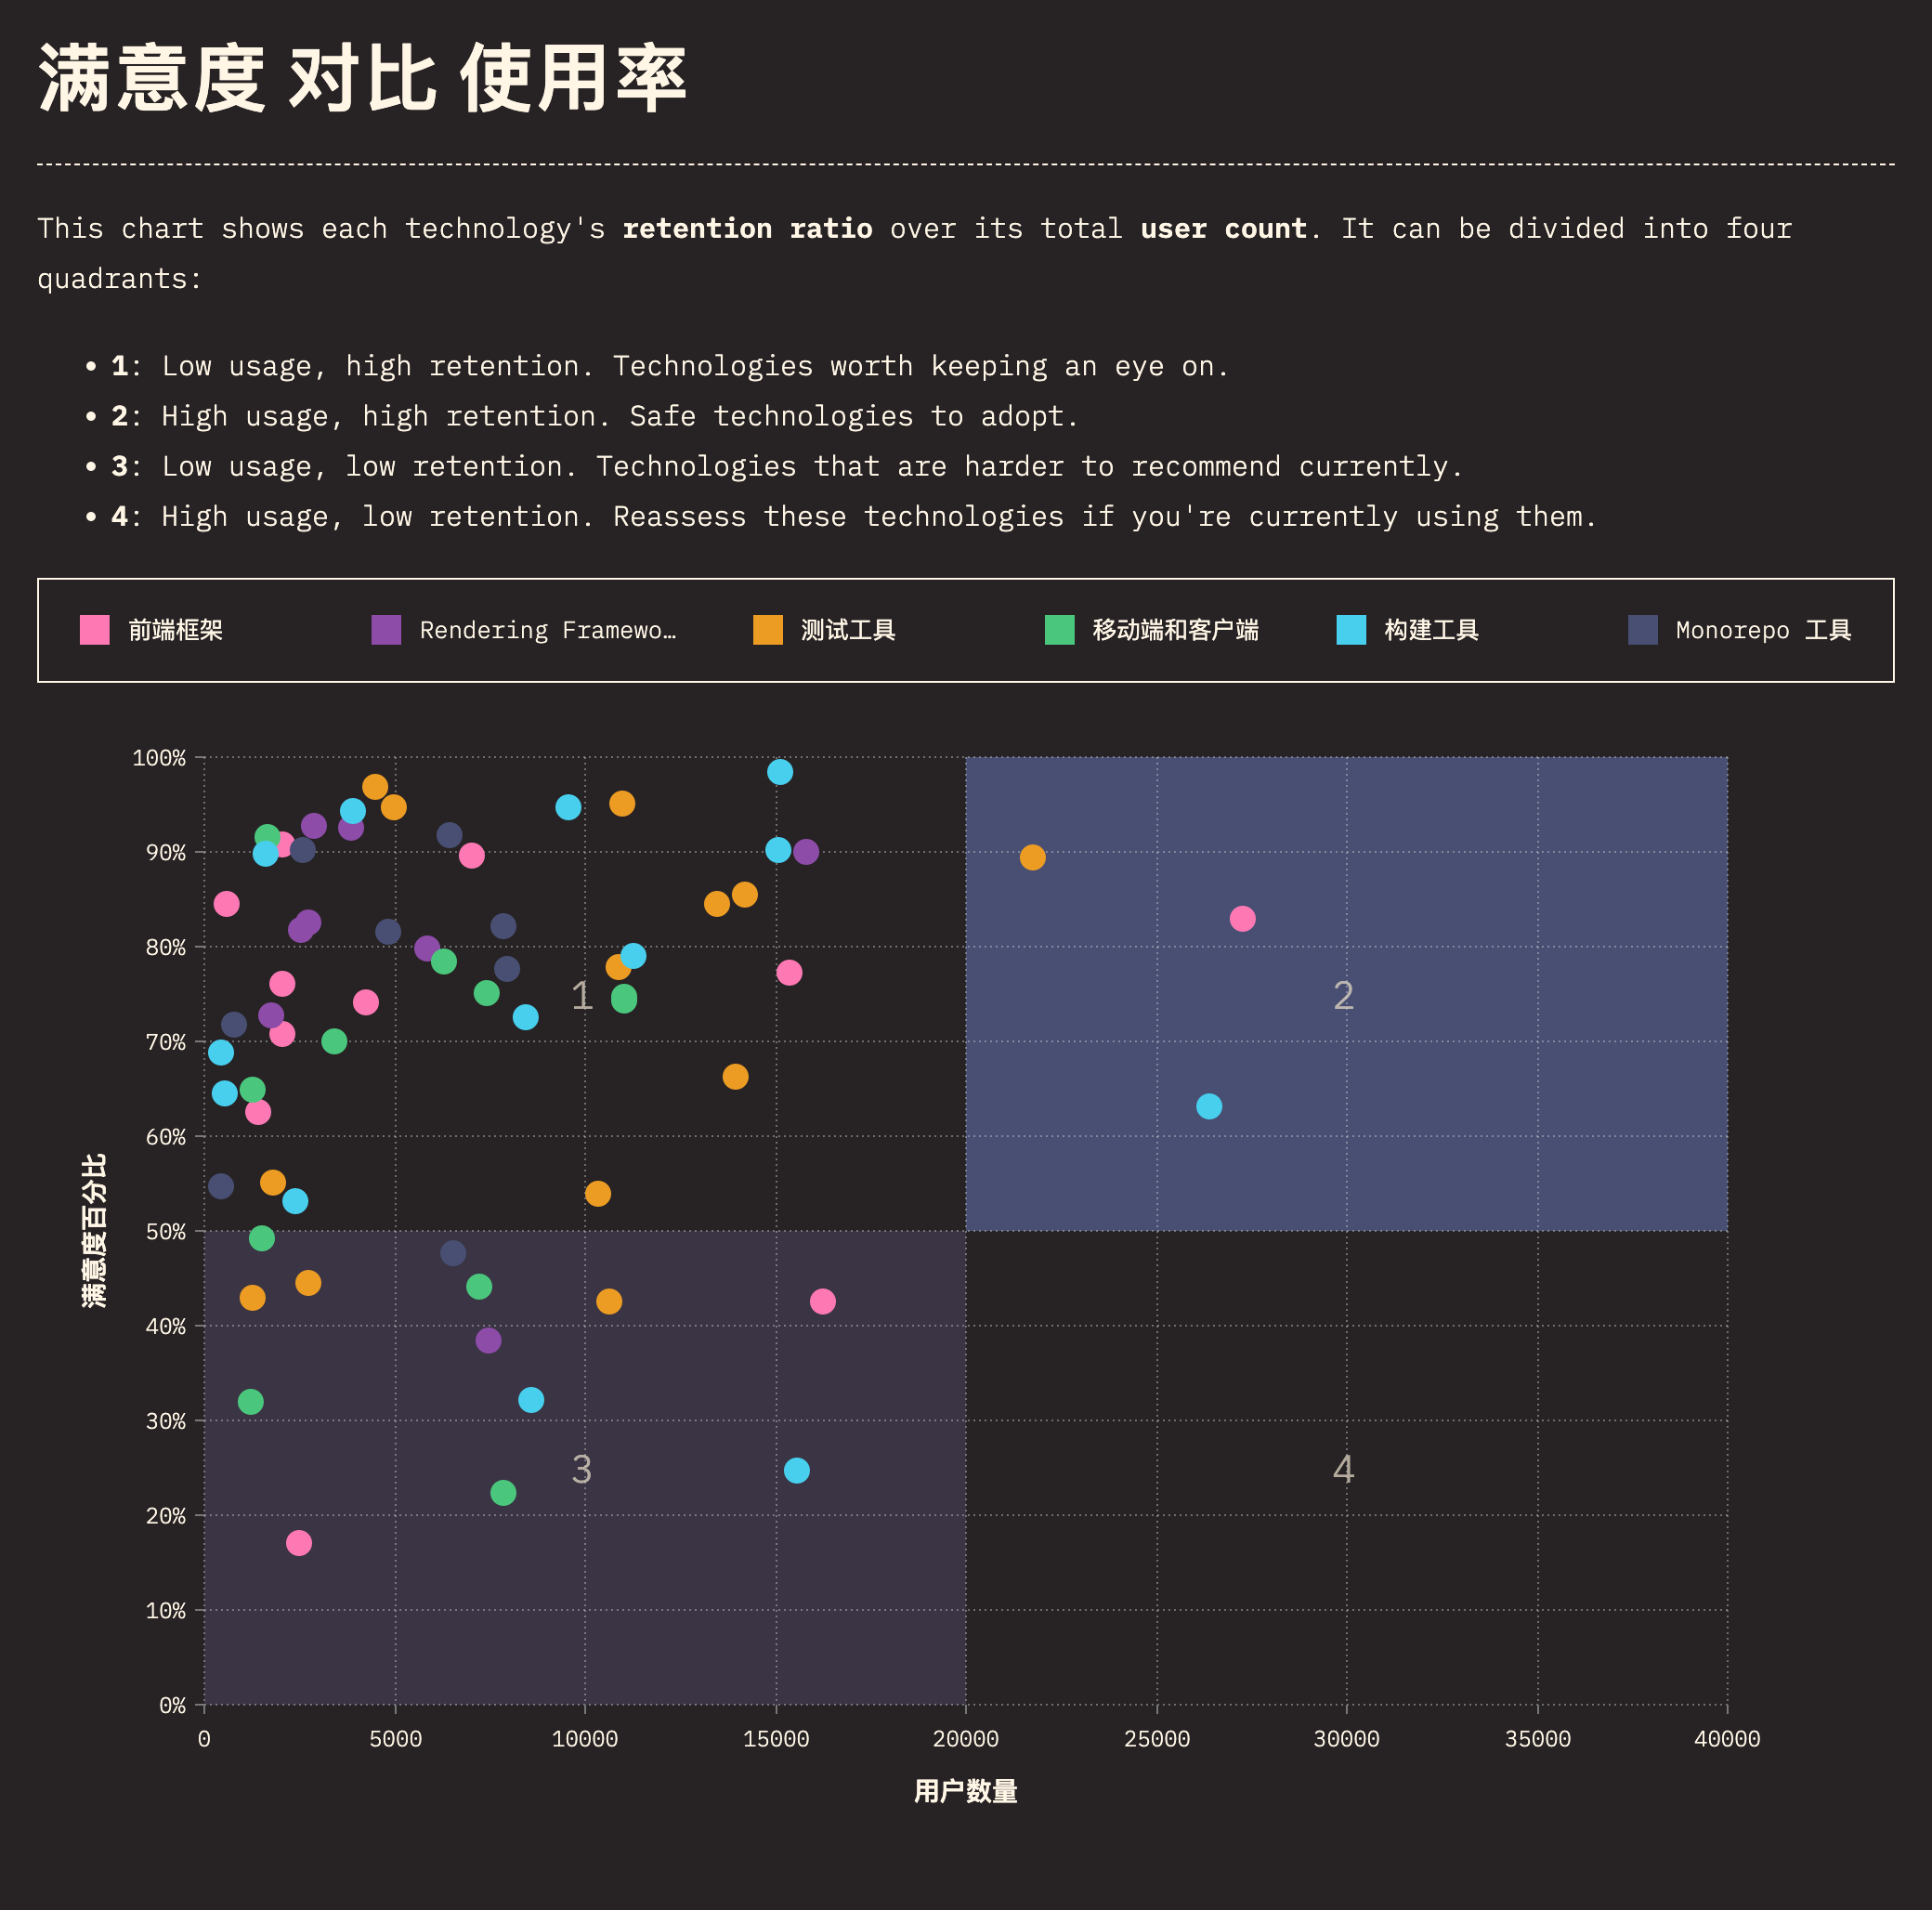 满意度 对比 使用率
This chart shows each technology's retention ratio over its total user count. It can be divided into four
quadrants:
• 1: Low usage, high retention. Technologies worth keeping an eye on.
• 2: High usage, high retention. Safe technologies to adopt.
• 3: Low usage, low retention. Technologies that are harder to recommend currently.
• 4: High usage, low retention. Reassess these technologies if you're currently using them.
前端框架 Rendering Framewo… 测试工具 移动端和客户端 构建工具 Monorepo 工具
100%
90%
80%
1 2
70%
60%
满意度百分比
50%
40%
30%
3 4
20%
10%
0%
0 5000 10000 15000 20000 25000 30000 35000 40000
用户数量